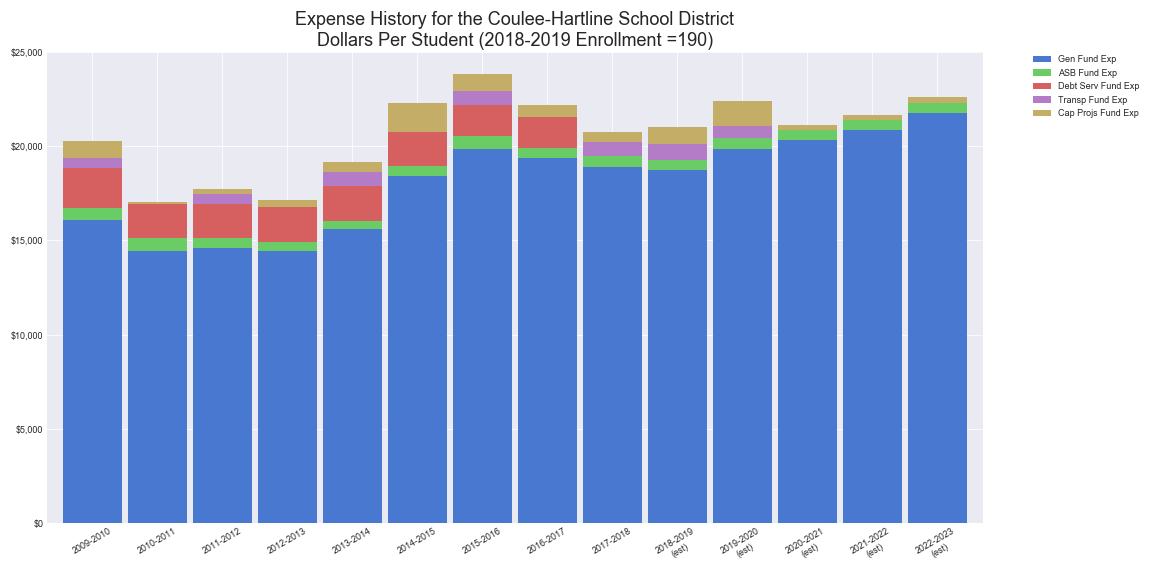 Expense History for the Coulee-Hartline School District
Dollars Per Student (2018-2019 Enrollment =190)
$25,000
$20,000
$15,000
$10,000
$5,000
$0
Gen Fund Exp
ASB Fund Exp
Debt Serv Fund Exp
Transp Fund Exp
Cap Projs Fund Exp
2009-2010
2010-2011
2011-2012
2012-2013
2013-2014
2014-2015
2015-2016
2016-2017
2017-2018
2018-2019
(est)
2019-2020
(est)
2020-2021
(est)
2021-2022
(est)
2022-2023
(est)